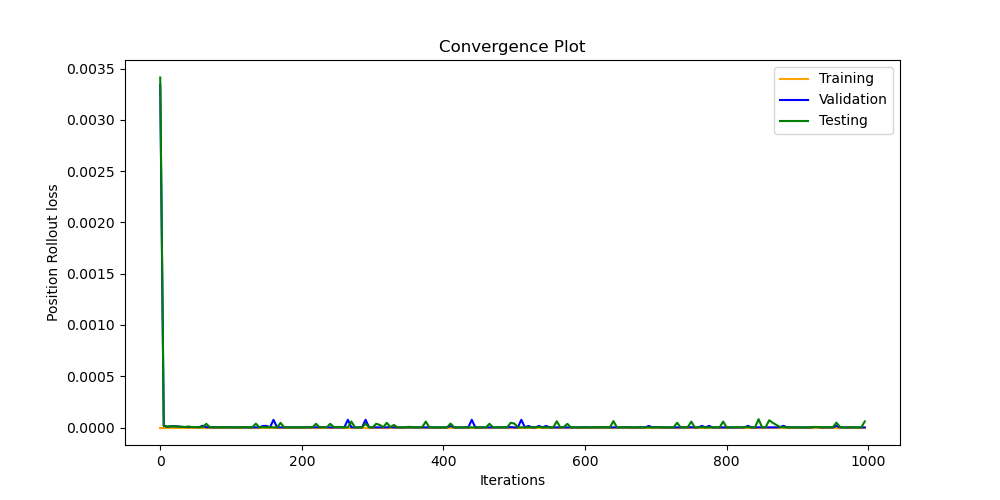 Convergence Plot
Position Rollout loss
0.0035
0.0030
0.0025
0.0020
0.0015
0.0010
0.0005
0.0000
Training
Validation
Testing
0 200 400 600 800 1000
Iterations